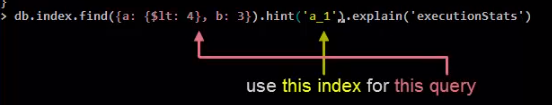 }
> db.index.find({a: {$lt: 4}, b: 3}).hint('a_1').explain('executionStats')
use this index for this query